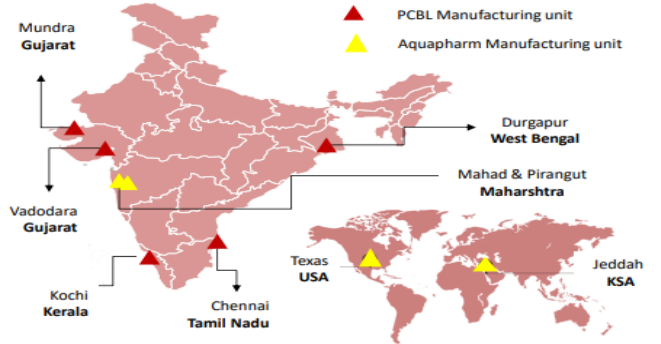 Mundra
Gujarat
PCBL Manufacturing unit
Aquapharm Manufacturing unit
Durgapur
West Bengal
Mahad & Pirangut
Maharshtra
Vadodara
Gujarat
Texas
USA
Jeddah
KSA
Kochi
Kerala
Chennai
Tamil Nadu